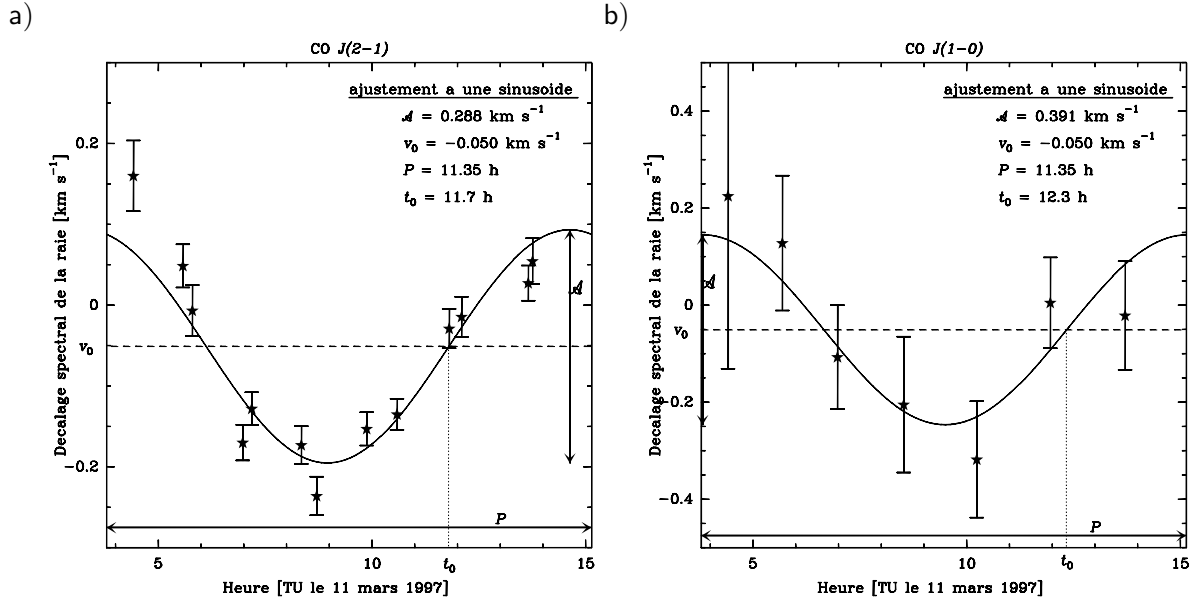 a)
CO J(2-1)
ajustement a une sinusoide
𝒜 = 0.288 km s⁻¹
v₀ = −0.050 km s⁻¹
P = 11.35 h
t₀ = 11.7 h
Decalage spectral de la raie [km s⁻¹]
0.2
0
v₀
−0.2
𝒜
P
5
10
t₀
15
Heure [TU le 11 mars 1997]
b)
CO J(1-0)
ajustement a une sinusoide
𝒜 = 0.391 km s⁻¹
v₀ = −0.050 km s⁻¹
P = 11.35 h
t₀ = 12.3 h
Decalage spectral de la raie [km s⁻¹]
0.4
0.2
0
v₀
−0.2
−0.4
𝒜
P
5
10
t₀
15
Heure [TU le 11 mars 1997]